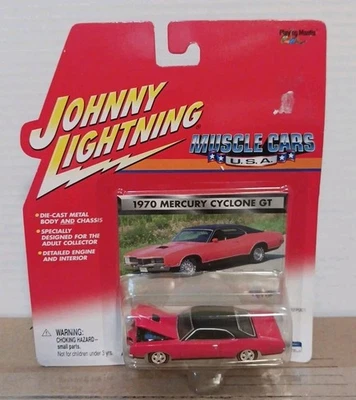 Playing Mantis
JOHNNY
LIGHTNING
MUSCLE CARS
U.S.A.
1970 MERCURY CYCLONE GT
• DIE-CAST METAL
BODY AND CHASSIS
• SPECIALLY
DESIGNED FOR THE
ADULT COLLECTOR
• DETAILED ENGINE
AND INTERIOR
WARNING:
CHOKING HAZARD—
small parts.
Not for children under 3 yrs.